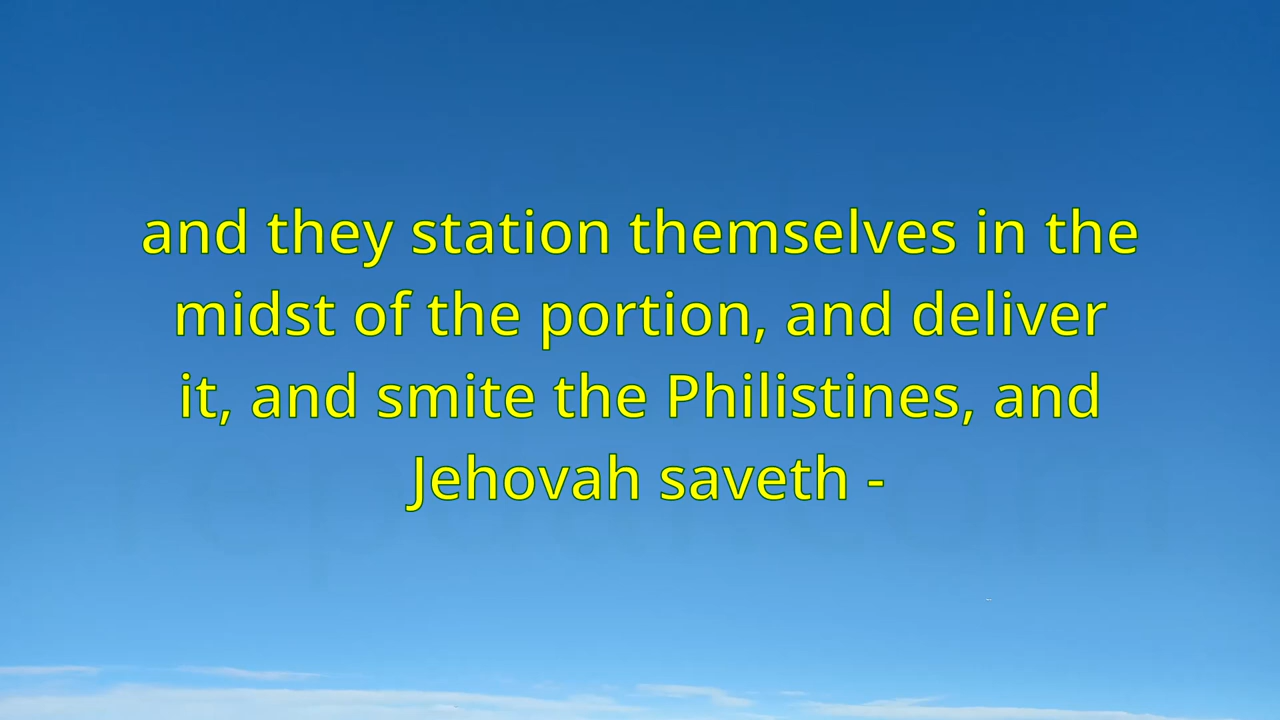 and they station themselves in the
midst of the portion, and deliver
it, and smite the Philistines, and
Jehovah saveth -